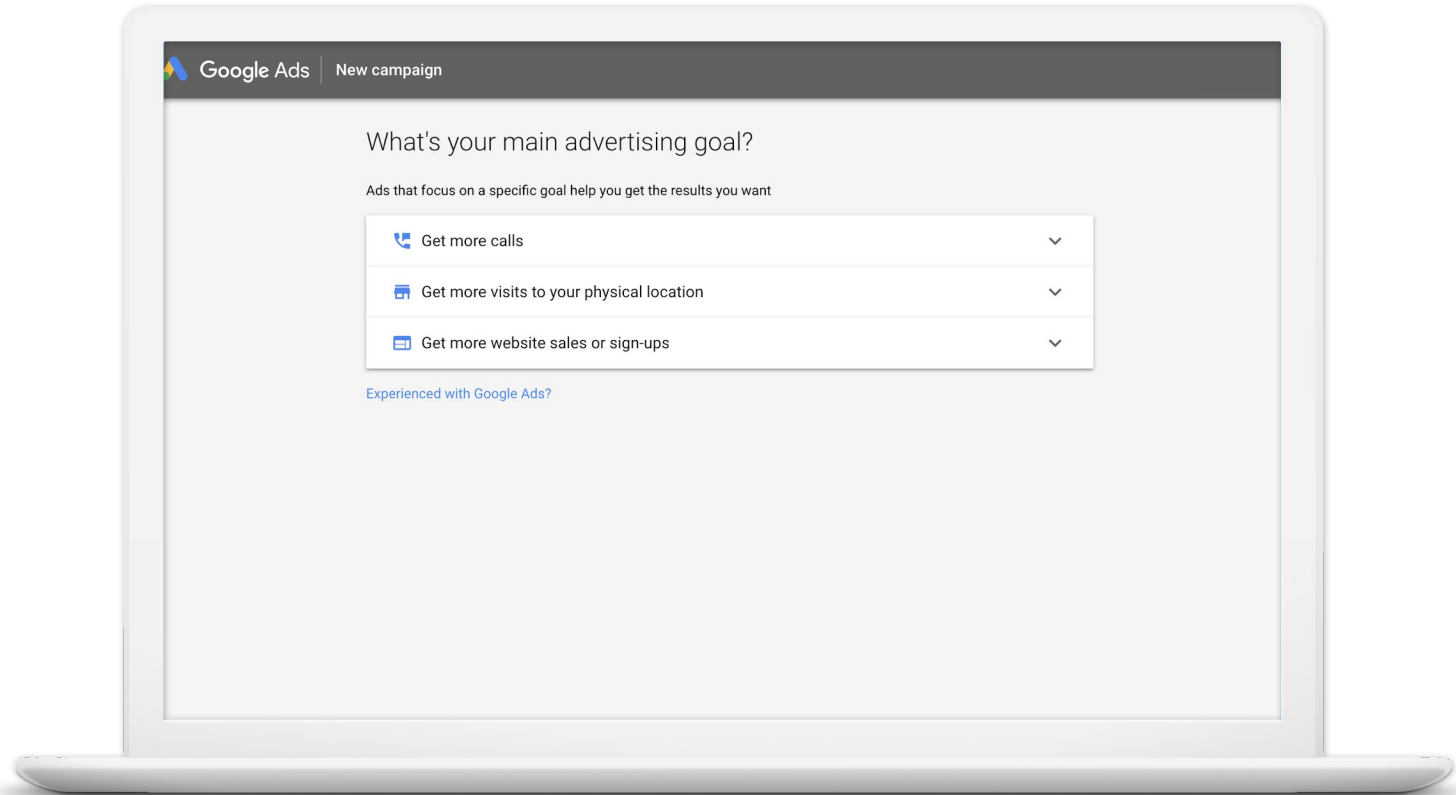 Google Ads New campaign
What's your main advertising goal?
Ads that focus on a specific goal help you get the results you want
Get more calls
Get more visits to your physical location
Get more website sales or sign-ups
Experienced with Google Ads?